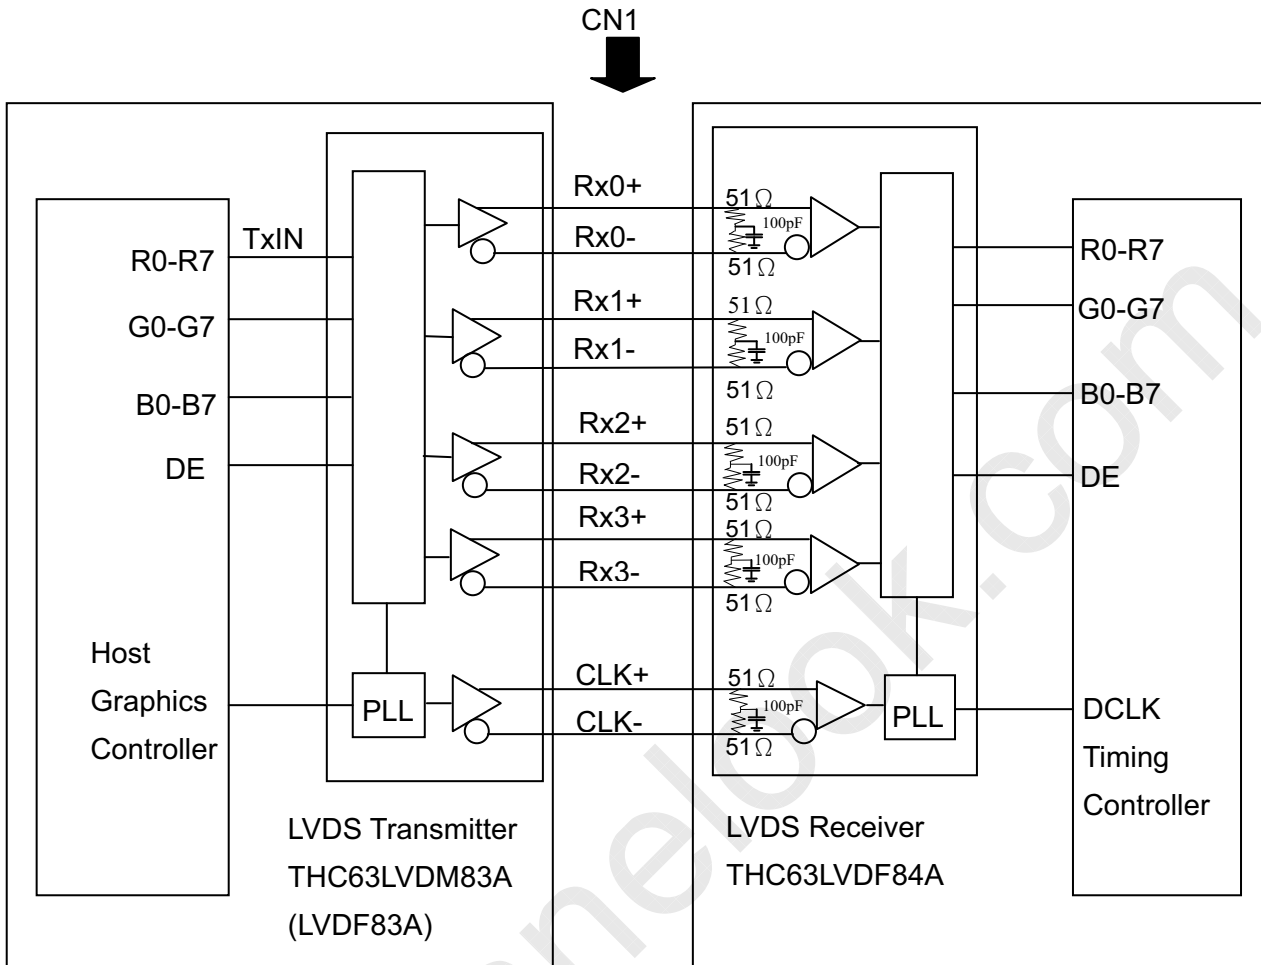 CN1
Rx0+
Rx0-
Rx1+
Rx1-
Rx2+
Rx2-
Rx3+
Rx3-
CLK+
CLK-
TxIN
R0-R7
G0-G7
B0-B7
DE
Host
Graphics
Controller
PLL
LVDS Transmitter
THC63LVDM83A
(LVDF83A)
51Ω
100pF
51Ω
51Ω
100pF
51Ω
51Ω
100pF
51Ω
51Ω
100pF
51Ω
51Ω
100pF
51Ω
PLL
LVDS Receiver
THC63LVDF84A
R0-R7
G0-G7
B0-B7
DE
DCLK
Timing
Controller
nelook.com